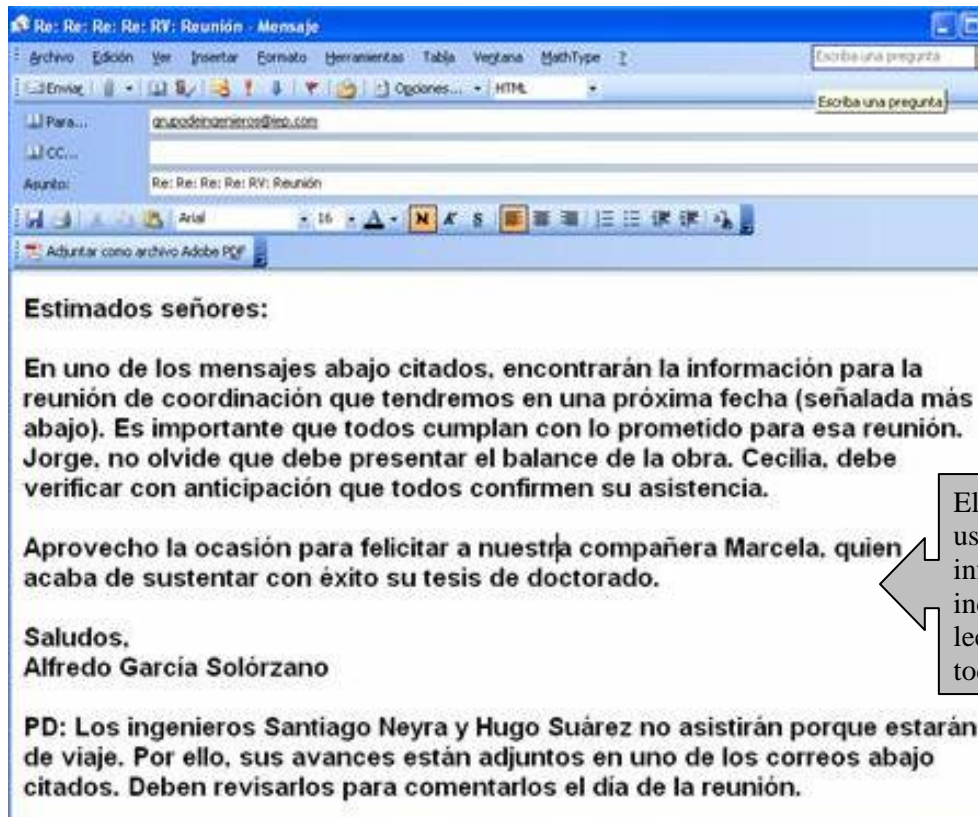 Re: Re: Re: Re: RV: Reunión - Mensaje
Archivo Edición Ver Insertar Formato Herramientas Tabla Ventana MathType ? Escriba una pregunta
Enviar Opciones... HTML
Escriba una pregunta
Para... grupodeingenieros@iep.com
CC...
Asunto: Re: Re: Re: Re: RV: Reunión
Arial 16 A N K S
Adjuntar como archivo Adobe PDF
Estimados señores:
En uno de los mensajes abajo citados, encontrarán la información para la
reunión de coordinación que tendremos en una próxima fecha (señalada más
abajo). Es importante que todos cumplan con lo prometido para esa reunión.
Jorge, no olvide que debe presentar el balance de la obra. Cecilia, debe
verificar con anticipación que todos confirmen su asistencia.
Aprovecho la ocasión para felicitar a nuestra compañera Marcela, quien
acaba de sustentar con éxito su tesis de doctorado.
Saludos,
Alfredo García Solórzano
PD: Los ingenieros Santiago Neyra y Hugo Suárez no asistirán porque estarán
de viaje. Por ello, sus avances están adjuntos en uno de los correos abajo
citados. Deben revisarlos para comentarlos el día de la reunión.
El